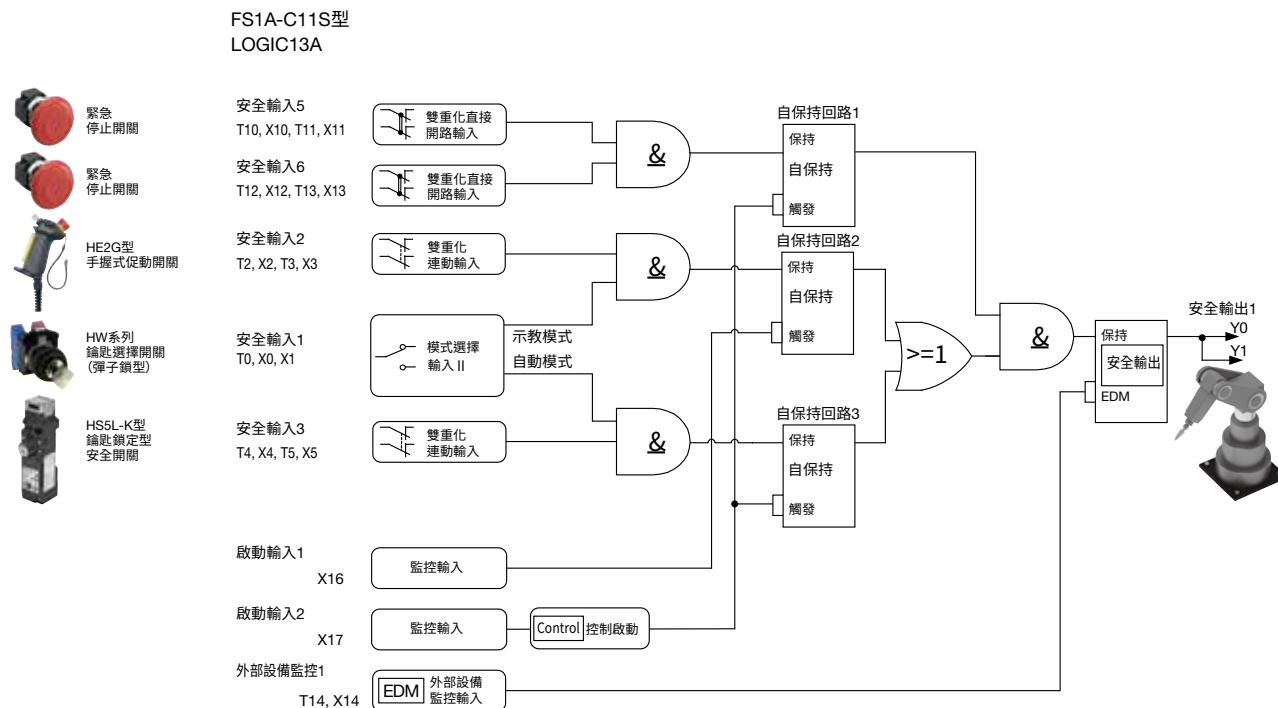 FS1A-C11S型
LOGIC13A
緊急
停止開關
安全輸入5
T10, X10, T11, X11
雙重化直接
開路輸入
&
自保持回路1
保持
自保持
觸發
緊急
停止開關
安全輸入6
T12, X12, T13, X13
雙重化直接
開路輸入
HE2G型
手握式促動開關
安全輸入2
T2, X2, T3, X3
雙重化
連動輸入
&
自保持回路2
保持
自保持
觸發
HW系列
鑰匙選擇開關
(彈子鎖型)
安全輸入1
T0, X0, X1
模式選擇
輸入 II
示教模式
自動模式
>=1
&
保持
安全輸出
EDM
安全輸出1
Y0
Y1
HS5L-K型
鑰匙鎖定型
安全開關
安全輸入3
T4, X4, T5, X5
雙重化
連動輸入
&
自保持回路3
保持
自保持
觸發
啟動輸入1
X16
監控輸入
啟動輸入2
X17
監控輸入
Control 控制啟動
外部設備監控1
T14, X14
EDM 外部設備
監控輸入